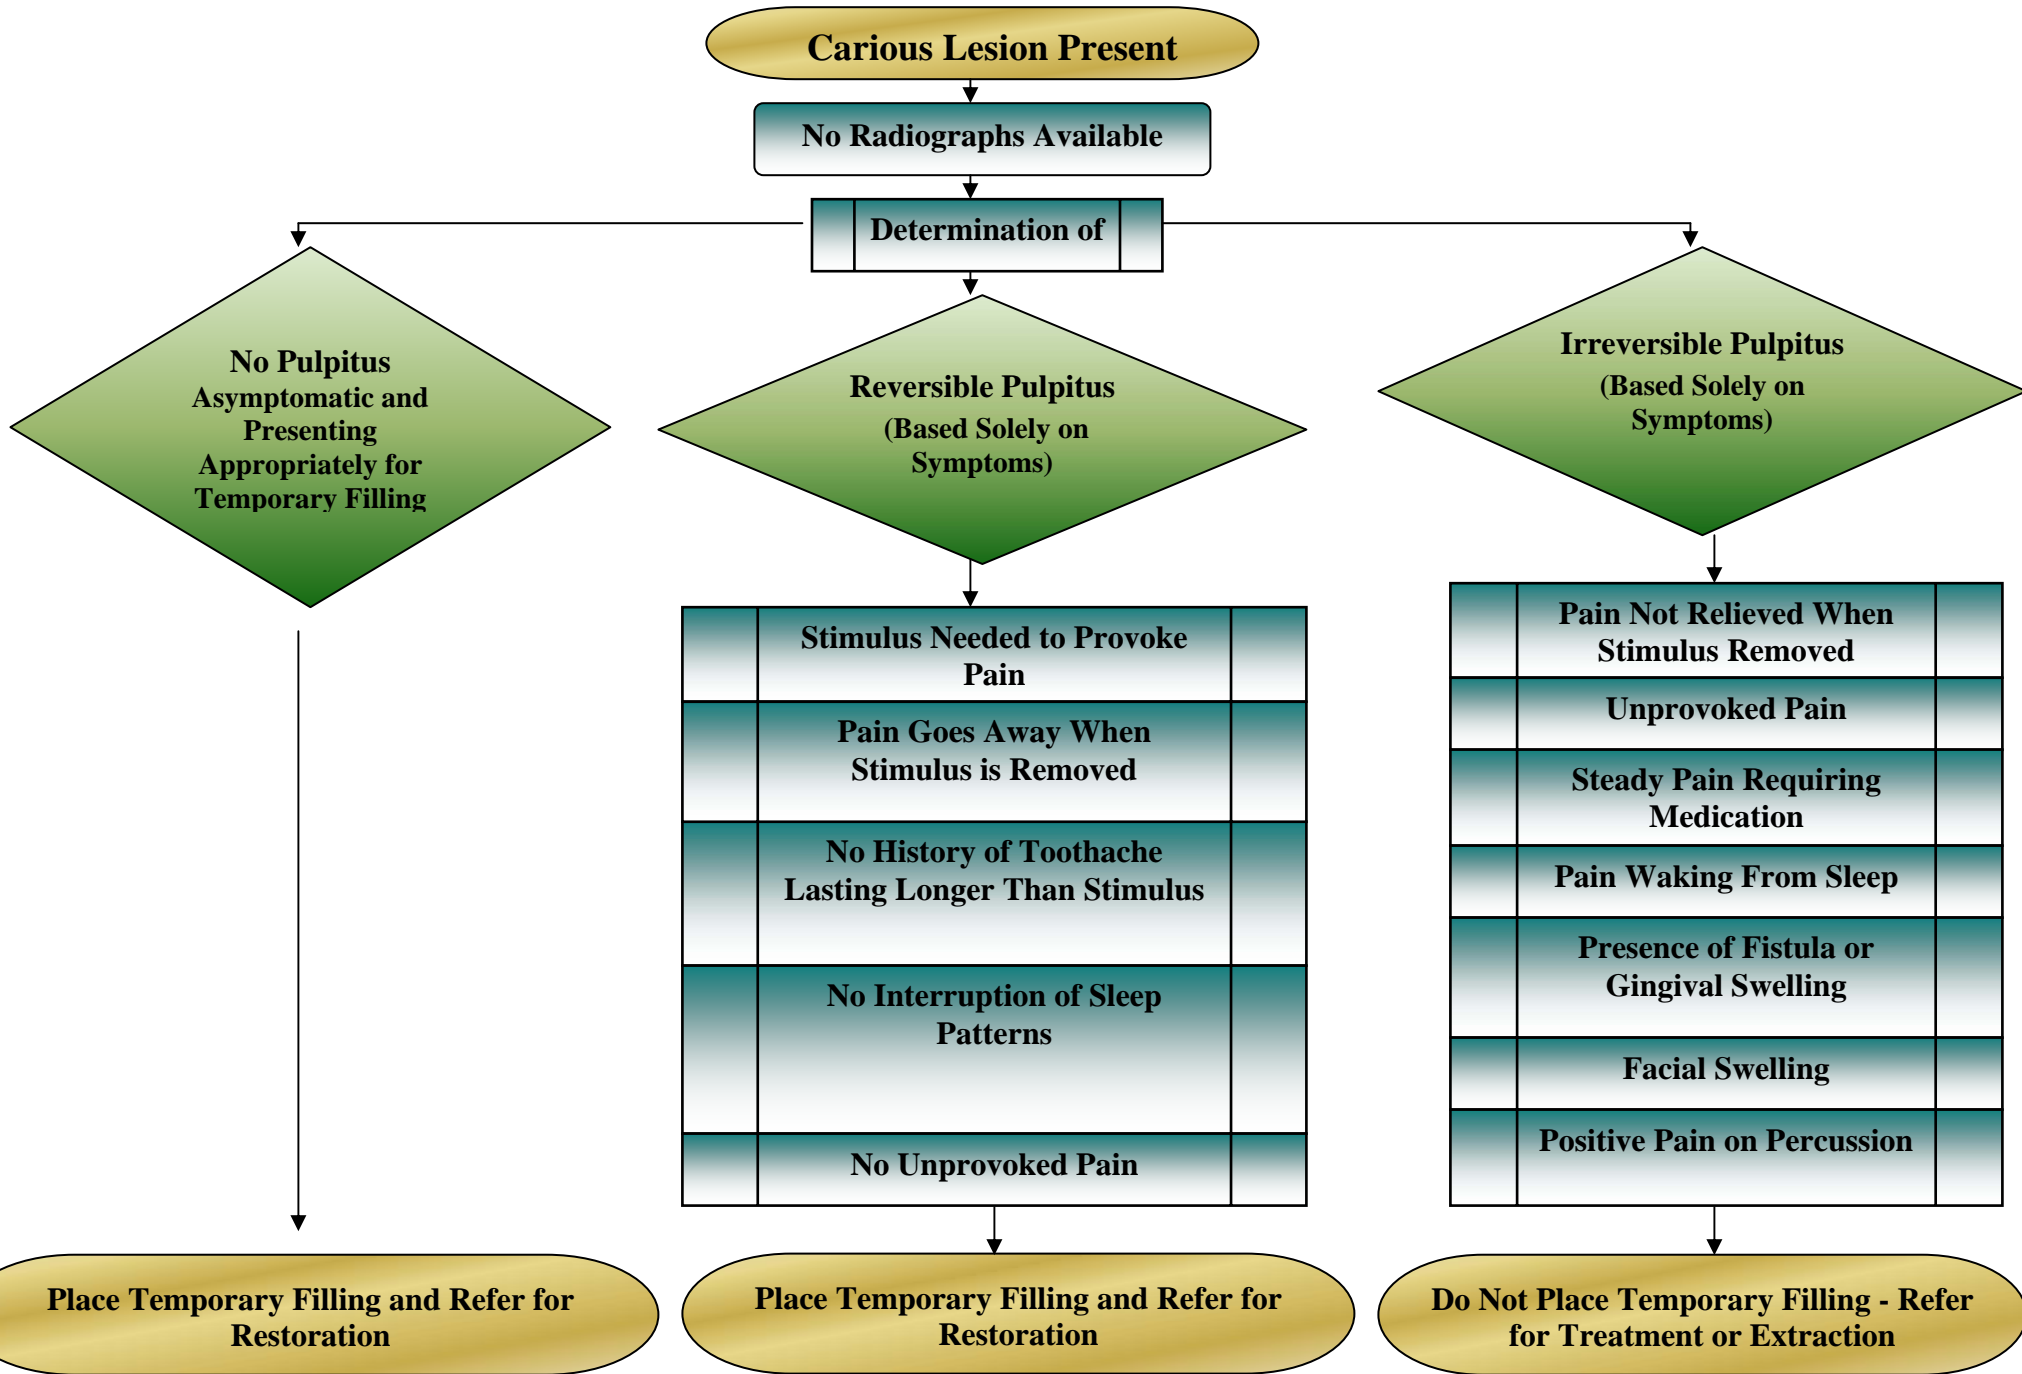 Carious Lesion Present
No Radiographs Available
Determination of
No Pulpitus
Asymptomatic and
Presenting
Appropriately for
Temporary Filling
Reversible Pulpitus
(Based Solely on
Symptoms)
Irreversible Pulpitus
(Based Solely on
Symptoms)
Stimulus Needed to Provoke
Pain
Pain Goes Away When
Stimulus is Removed
No History of Toothache
Lasting Longer Than Stimulus
No Interruption of Sleep
Patterns
No Unprovoked Pain
Pain Not Relieved When
Stimulus Removed
Unprovoked Pain
Steady Pain Requiring
Medication
Pain Waking From Sleep
Presence of Fistula or
Gingival Swelling
Facial Swelling
Positive Pain on Percussion
Place Temporary Filling and Refer for
Restoration
Place Temporary Filling and Refer for
Restoration
Do Not Place Temporary Filling - Refer
for Treatment or Extraction